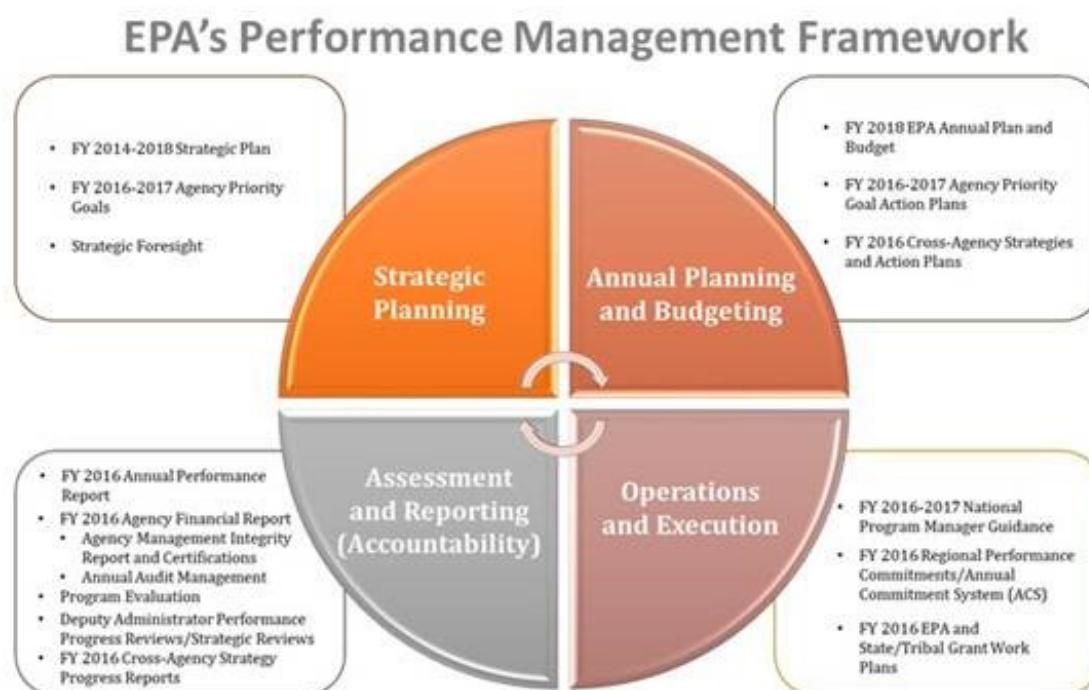 EPA's Performance Management Framework
• FY 2014-2018 Strategic Plan
• FY 2016-2017 Agency Priority
Goals
• Strategic Foresight
• FY 2018 EPA Annual Plan and
Budget
• FY 2016-2017 Agency Priority
Goal Action Plans
• FY 2016 Cross-Agency Strategies
and Action Plans
Strategic
Planning
Annual Planning
and Budgeting
Assessment
and Reporting
(Accountability)
Operations
and Execution
• FY 2016 Annual Performance
Report
• FY 2016 Agency Financial Report
• Agency Management Integrity
Report and Certifications
• Annual Audit Management
• Program Evaluation
• Deputy Administrator Performance
Progress Reviews/Strategic Reviews
• FY 2016 Cross-Agency Strategy
Progress Reports
• FY 2016-2017 National
Program Manager Guidance
• FY 2016 Regional Performance
Commitments/Annual
Commitment System (ACS)
• FY 2016 EPA and
State/Tribal Grant Work
Plans